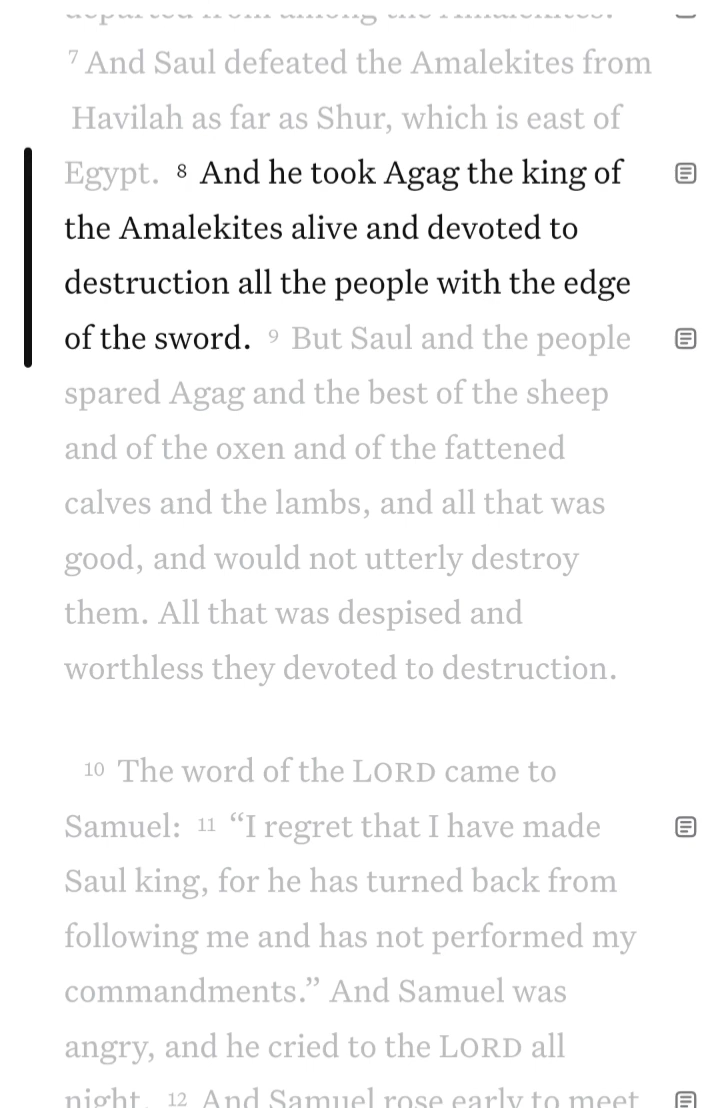 departed from among the Amalekites.
7 And Saul defeated the Amalekites from
Havilah as far as Shur, which is east of
Egypt. 8 And he took Agag the king of
the Amalekites alive and devoted to
destruction all the people with the edge
of the sword. 9 But Saul and the people
spared Agag and the best of the sheep
and of the oxen and of the fattened
calves and the lambs, and all that was
good, and would not utterly destroy
them. All that was despised and
worthless they devoted to destruction.
10 The word of the LORD came to
Samuel: 11 “I regret that I have made
Saul king, for he has turned back from
following me and has not performed my
commandments.” And Samuel was
angry, and he cried to the LORD all
night. 12 And Samuel rose early to meet